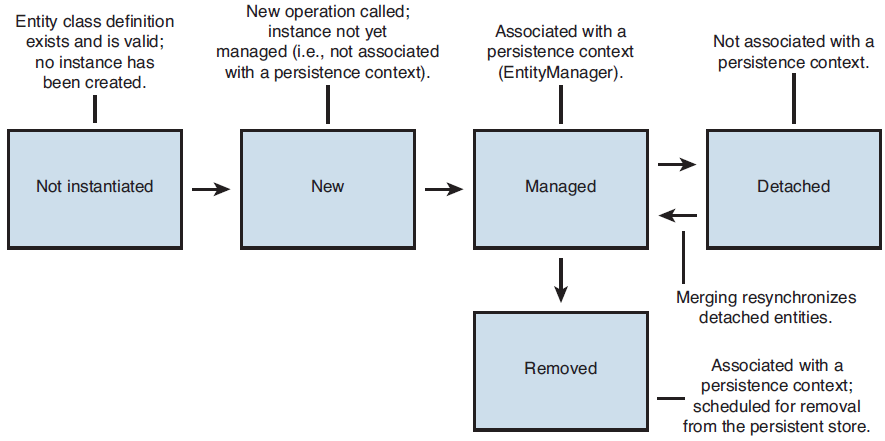 Entity class definition
exists and is valid;
no instance has
been created.
New operation called;
instance not yet
managed (i.e., not associated
with a persistence context).
Associated with a
persistence context
(EntityManager).
Not associated with a
persistence context.
Not instantiated
New
Managed
Detached
Merging resynchronizes
detached entities.
Removed
Associated with a
persistence context;
scheduled for removal
from the persistent store.